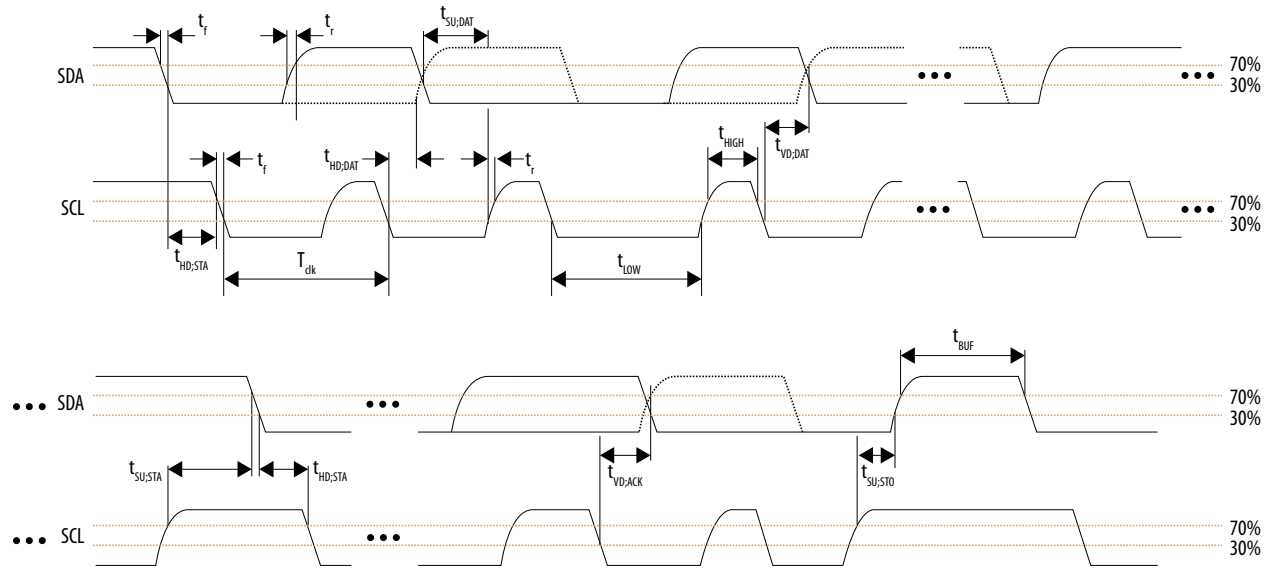 t_f t_r t_SU;DAT
SDA ••• ••• 70%
30%
t_f t_HD;DAT t_r t_HIGH t_VD;DAT
SCL ••• ••• 70%
30%
t_HD;STA T_clk t_LOW
t_BUF
••• SDA ••• 70%
30%
t_SU;STA t_HD;STA t_VD;ACK t_SU;STO
••• SCL ••• 70%
30%